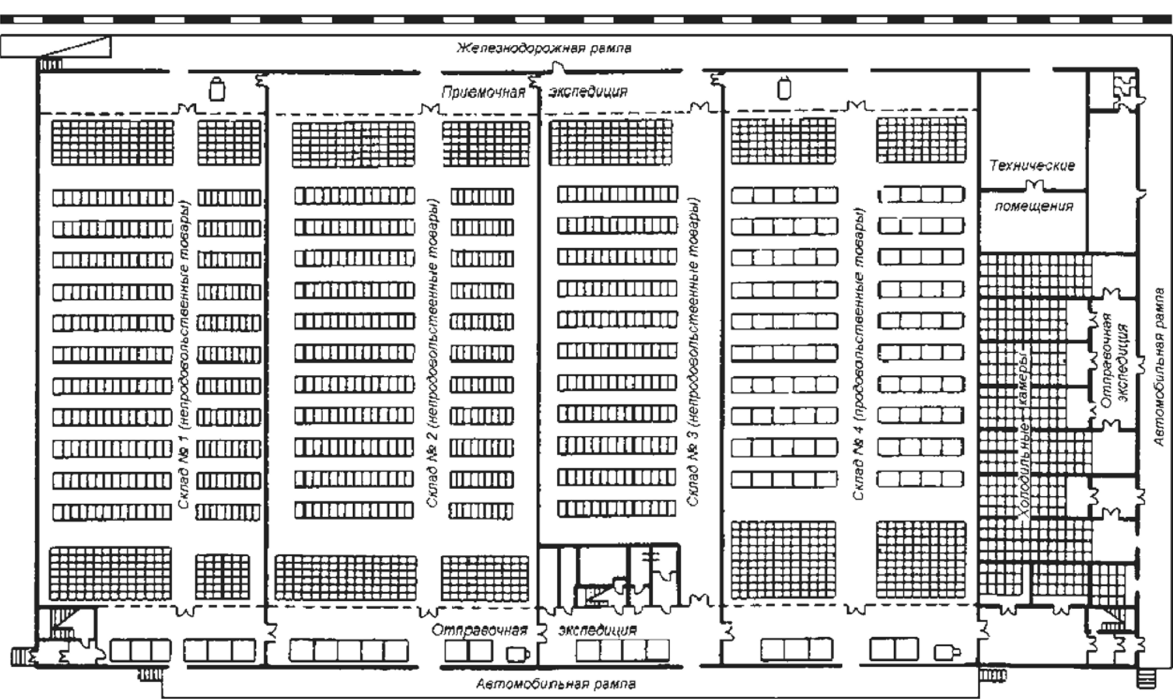 Железнодорожная рампа
Приемочная экспедиция
Склад № 1 (непродовольственные товары)
Склад № 2 (непродовольственные товары)
Склад № 3 (непродовольственные товары)
Склад № 4 (продовольственные товары)
Технические
помещения
Холодильные камеры
Отправочная
экспедиция
Автомобильная рампа
Отправочная экспедиция
Автомобильная рампа